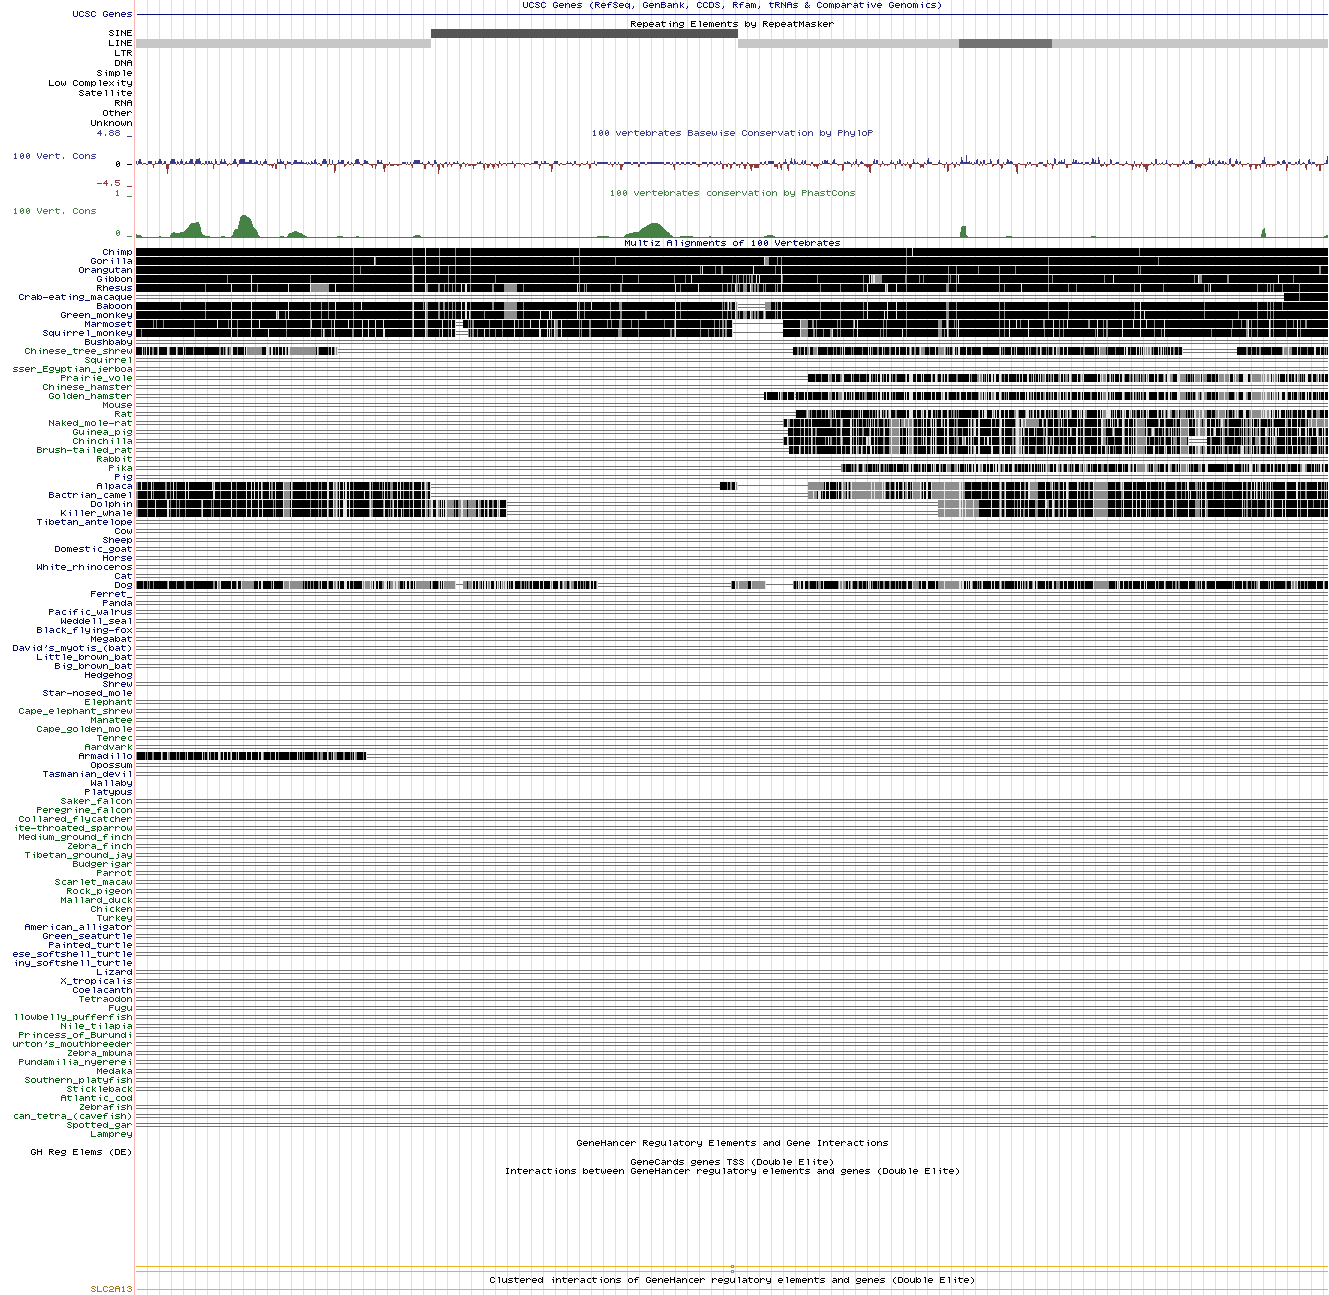 UCSC Genes (RefSeq, GenBank, CCDS, Rfam, tRNAs & Comparative Genomics)
UCSC Genes
Repeating Elements by RepeatMasker
SINE
LINE
LTR
DNA
Simple
Low Complexity
Satellite
RNA
Other
Unknown
4.88 _
100 vertebrates Basewise Conservation by PhyloP
100 Vert. Cons
0 _
-4.5 _
1 _
100 vertebrates conservation by PhastCons
100 Vert. Cons
0 _
Multiz Alignments of 100 Vertebrates
Chimp
Gorilla
Orangutan
Gibbon
Rhesus
Crab-eating_macaque
Baboon
Green_monkey
Marmoset
Squirrel_monkey
Bushbaby
Chinese_tree_shrew
Squirrel
sser_Egyptian_jerboa
Prairie_vole
Chinese_hamster
Golden_hamster
Mouse
Rat
Naked_mole-rat
Guinea_pig
Chinchilla
Brush-tailed_rat
Rabbit
Pika
Pig
Alpaca
Bactrian_camel
Dolphin
Killer_whale
Tibetan_antelope
Cow
Sheep
Domestic_goat
Horse
White_rhinoceros
Cat
Dog
Ferret_
Panda
Pacific_walrus
Weddell_seal
Black_flying-fox
Megabat
David's_myotis_(bat)
Little_brown_bat
Big_brown_bat
Hedgehog
Shrew
Star-nosed_mole
Elephant
Cape_elephant_shrew
Manatee
Cape_golden_mole
Tenrec
Aardvark
Armadillo
Opossum
Tasmanian_devil
Wallaby
Platypus
Saker_falcon
Peregrine_falcon
Collared_flycatcher
ite-throated_sparrow
Medium_ground_finch
Zebra_finch
Tibetan_ground_jay
Budgerigar
Parrot
Scarlet_macaw
Rock_pigeon
Mallard_duck
Chicken
Turkey
American_alligator
Green_seaturtle
Painted_turtle
ese_softshell_turtle
iny_softshell_turtle
Lizard
X_tropicalis
Coelacanth
Tetraodon
Fugu
llowbelly_pufferfish
Nile_tilapia
Princess_of_Burundi
urton's_mouthbreeder
Zebra_mbuna
Pundamilia_nyererei
Medaka
Southern_platyfish
Stickleback
Atlantic_cod
Zebrafish
can_tetra_(cavefish)
Spotted_gar
Lamprey
GeneHancer Regulatory Elements and Gene Interactions
GH Reg Elems (DE)
GeneCards genes TSS (Double Elite)
Interactions between GeneHancer regulatory elements and genes (Double Elite)
Clustered interactions of GeneHancer regulatory elements and genes (Double Elite)
SLC2A13